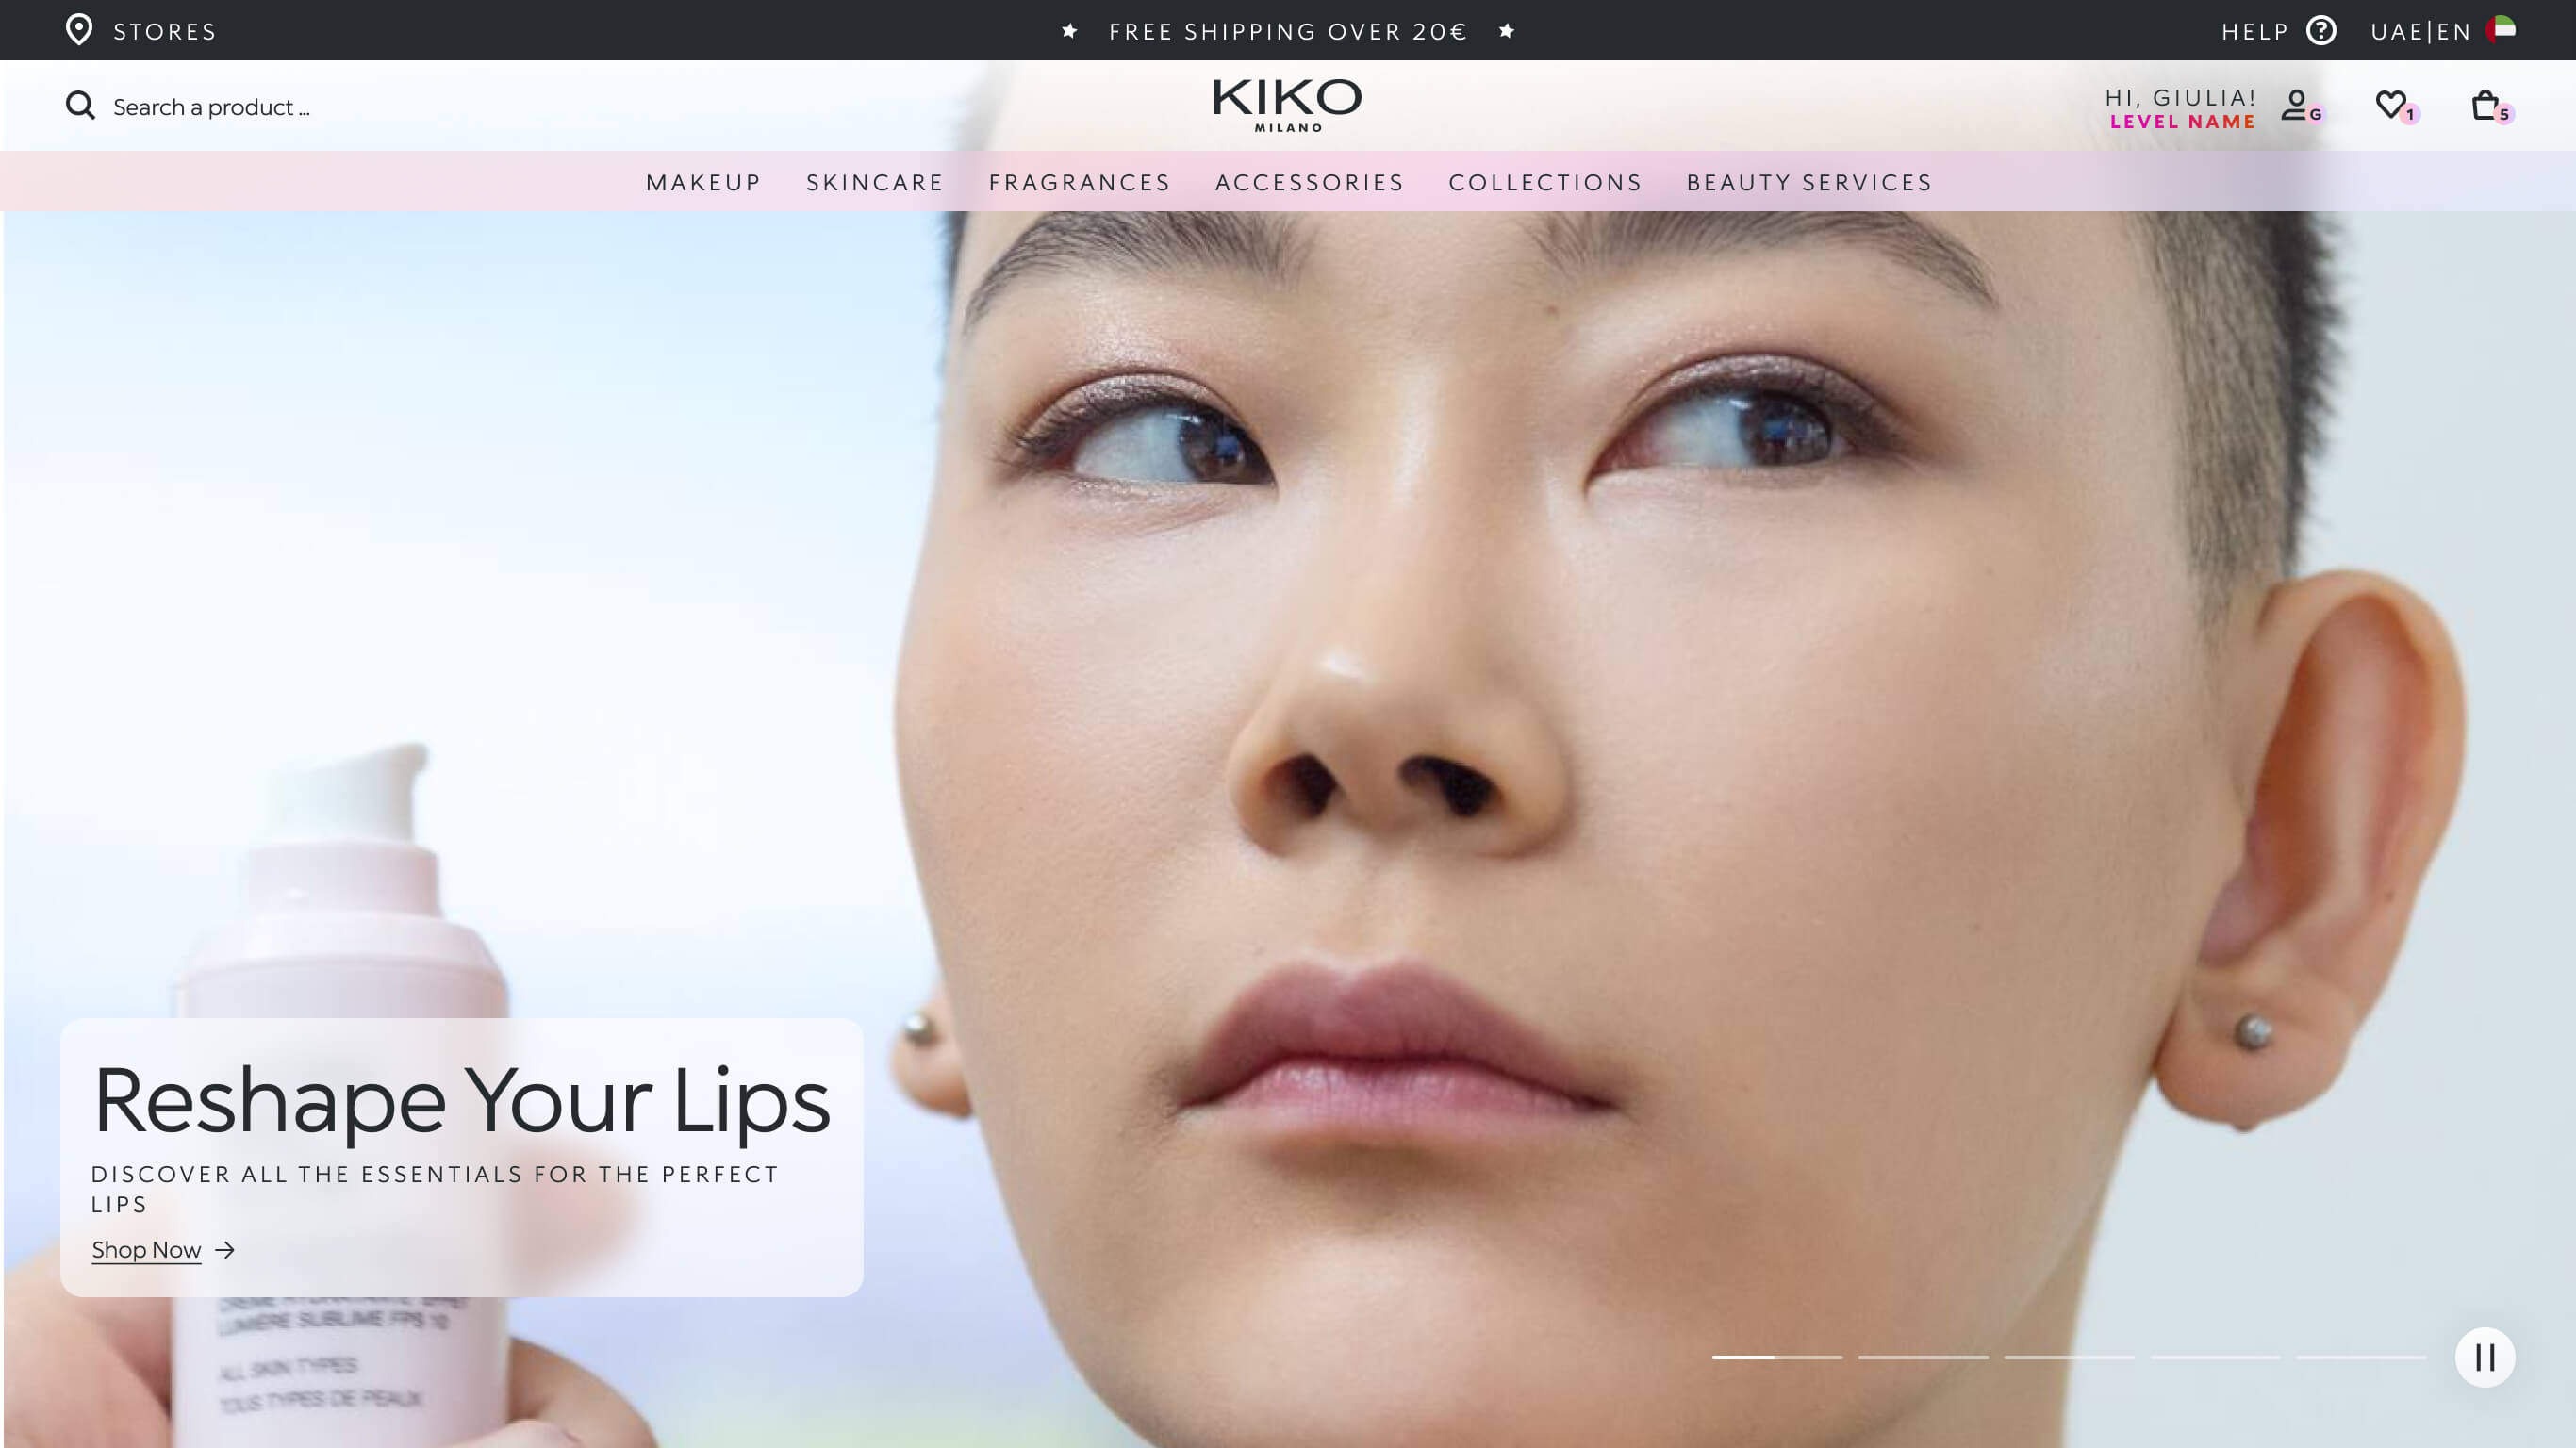 STORES
★ FREE SHIPPING OVER 20€ ★
HELP ? UAE|EN
Search a product ...
KIKO
MILANO
HI, GIULIA!
LEVEL NAME
G
1
5
MAKEUP SKINCARE FRAGRANCES ACCESSORIES COLLECTIONS BEAUTY SERVICES
Reshape Your Lips
DISCOVER ALL THE ESSENTIALS FOR THE PERFECT
LIPS
Shop Now →
LUMIÈRE SUBLIME FPS 10
ALL SKIN TYPES
TOUS TYPES DE PEAUX